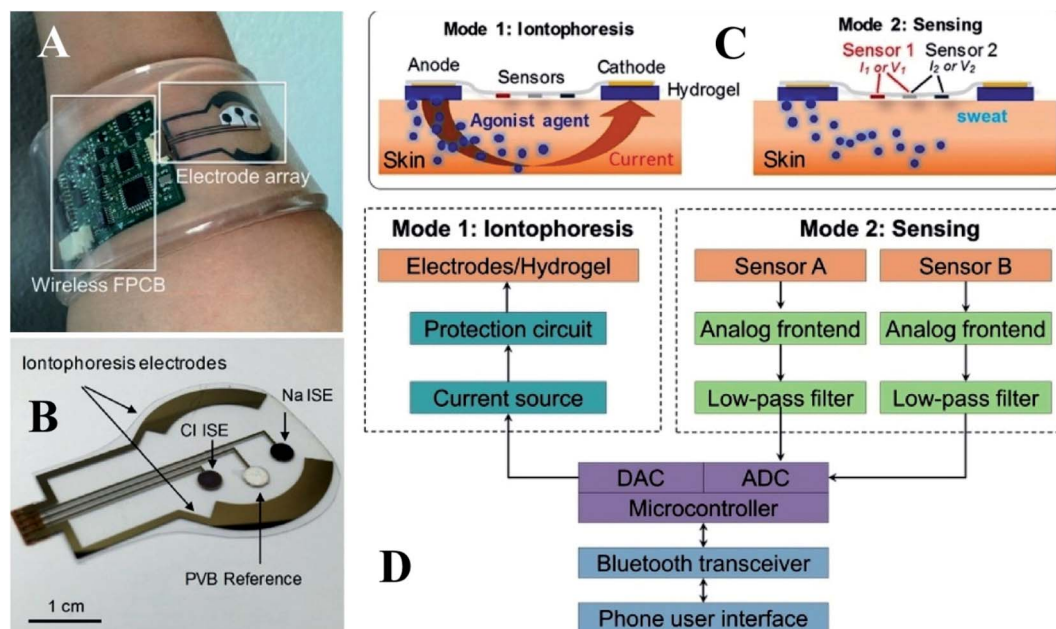 A
Electrode array
Wireless FPCB
B
Iontophoresis electrodes
Na ISE
Cl ISE
PVB Reference
1 cm
C
Mode 1: Iontophoresis
Anode
Sensors
Cathode
Hydrogel
Agonist agent
Skin
Current
Mode 2: Sensing
Sensor 1
I₁ or V₁
Sensor 2
I₂ or V₂
sweat
Skin
D
Mode 1: Iontophoresis
Electrodes/Hydrogel
Protection circuit
Current source
Mode 2: Sensing
Sensor A
Sensor B
Analog frontend
Analog frontend
Low-pass filter
Low-pass filter
DAC
ADC
Microcontroller
Bluetooth transceiver
Phone user interface